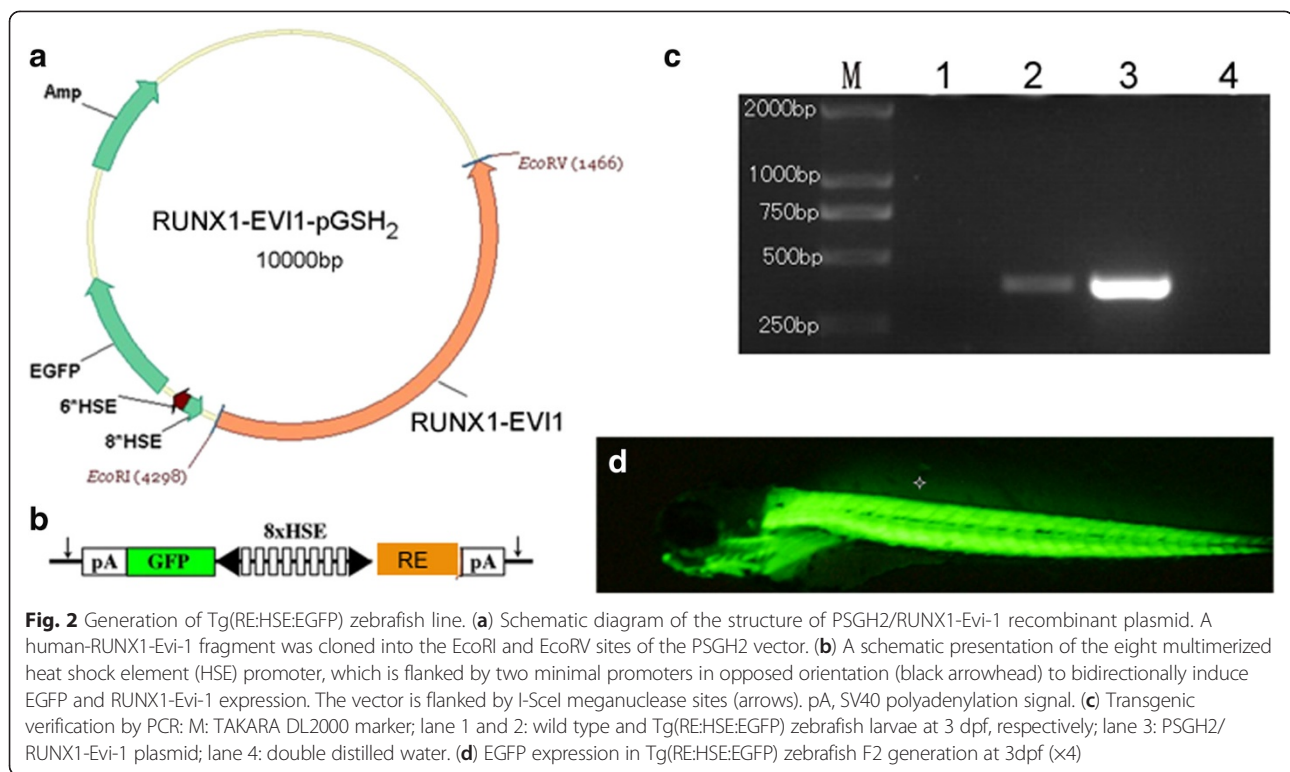 a
Amp
EcoRV (1466)
RUNX1-EVI1-pGSH2
10000bp
EGFP
6*HSE
8*HSE
RUNX1-EVI1
EcoRI (4298)
b
8xHSE
pA GFP RE pA
c
M 1 2 3 4
2000bp
1000bp
750bp
500bp
250bp
d
Fig. 2 Generation of Tg(RE:HSE:EGFP) zebrafish line. (a) Schematic diagram of the structure of PSGH2/RUNX1-Evi-1 recombinant plasmid. A
human-RUNX1-Evi-1 fragment was cloned into the EcoRI and EcoRV sites of the PSGH2 vector. (b) A schematic presentation of the eight multimerized
heat shock element (HSE) promoter, which is flanked by two minimal promoters in opposed orientation (black arrowhead) to bidirectionally induce
EGFP and RUNX1-Evi-1 expression. The vector is flanked by I-SceI meganuclease sites (arrows). pA, SV40 polyadenylation signal. (c) Transgenic
verification by PCR: M: TAKARA DL2000 marker; lane 1 and 2: wild type and Tg(RE:HSE:EGFP) zebrafish larvae at 3 dpf, respectively; lane 3: PSGH2/
RUNX1-Evi-1 plasmid; lane 4: double distilled water. (d) EGFP expression in Tg(RE:HSE:EGFP) zebrafish F2 generation at 3dpf (×4)